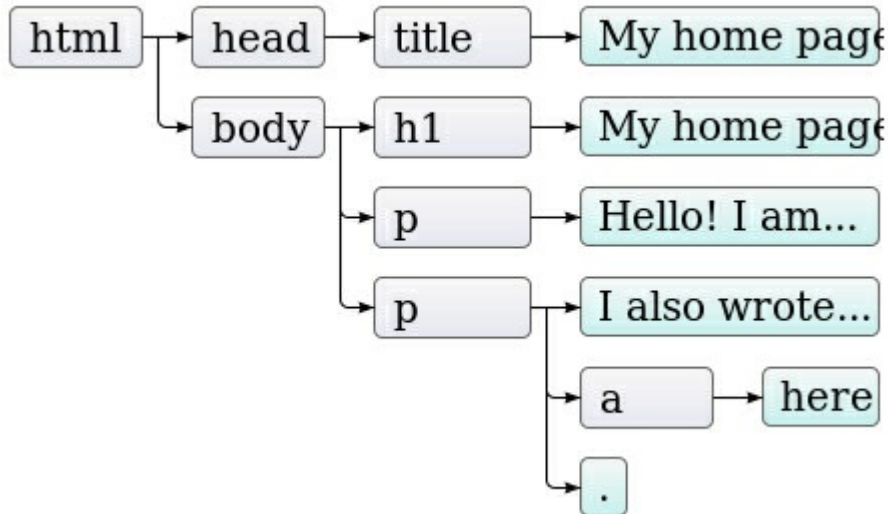 html head title My home page
body h1 My home page
p Hello! I am...
p I also wrote...
a here
.